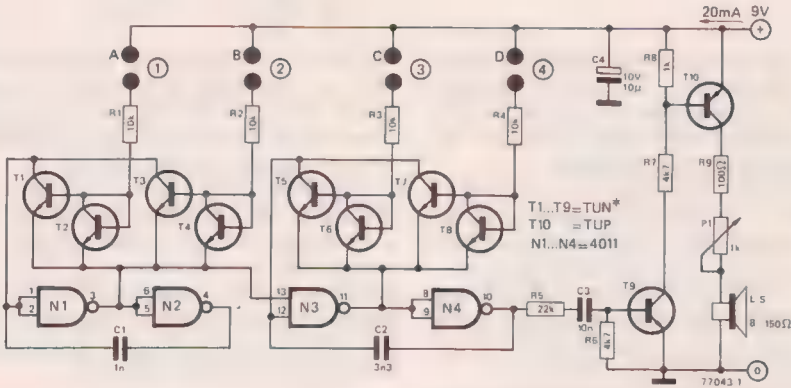 20mA 9V
+
A
1
B
2
C
3
D
4
C4
10V
10µ
R8
1k
T10
R1
10k
R2
10k
R3
10k
R4
10k
R7
4k7
R9
100Ω
T1
T3
T2
T4
T5
T7
T6
T8
T1...T9=TUN*
T10 =TUP
N1...N4=4011
P1
1k
1
2
N1
3
6
5
N2
4
13
12
N3
11
8
9
N4
10
R5
22k
C3
10n
R6
4k7
T9
LS
8 150Ω
C1
1n
C2
3n3
77043 1
0